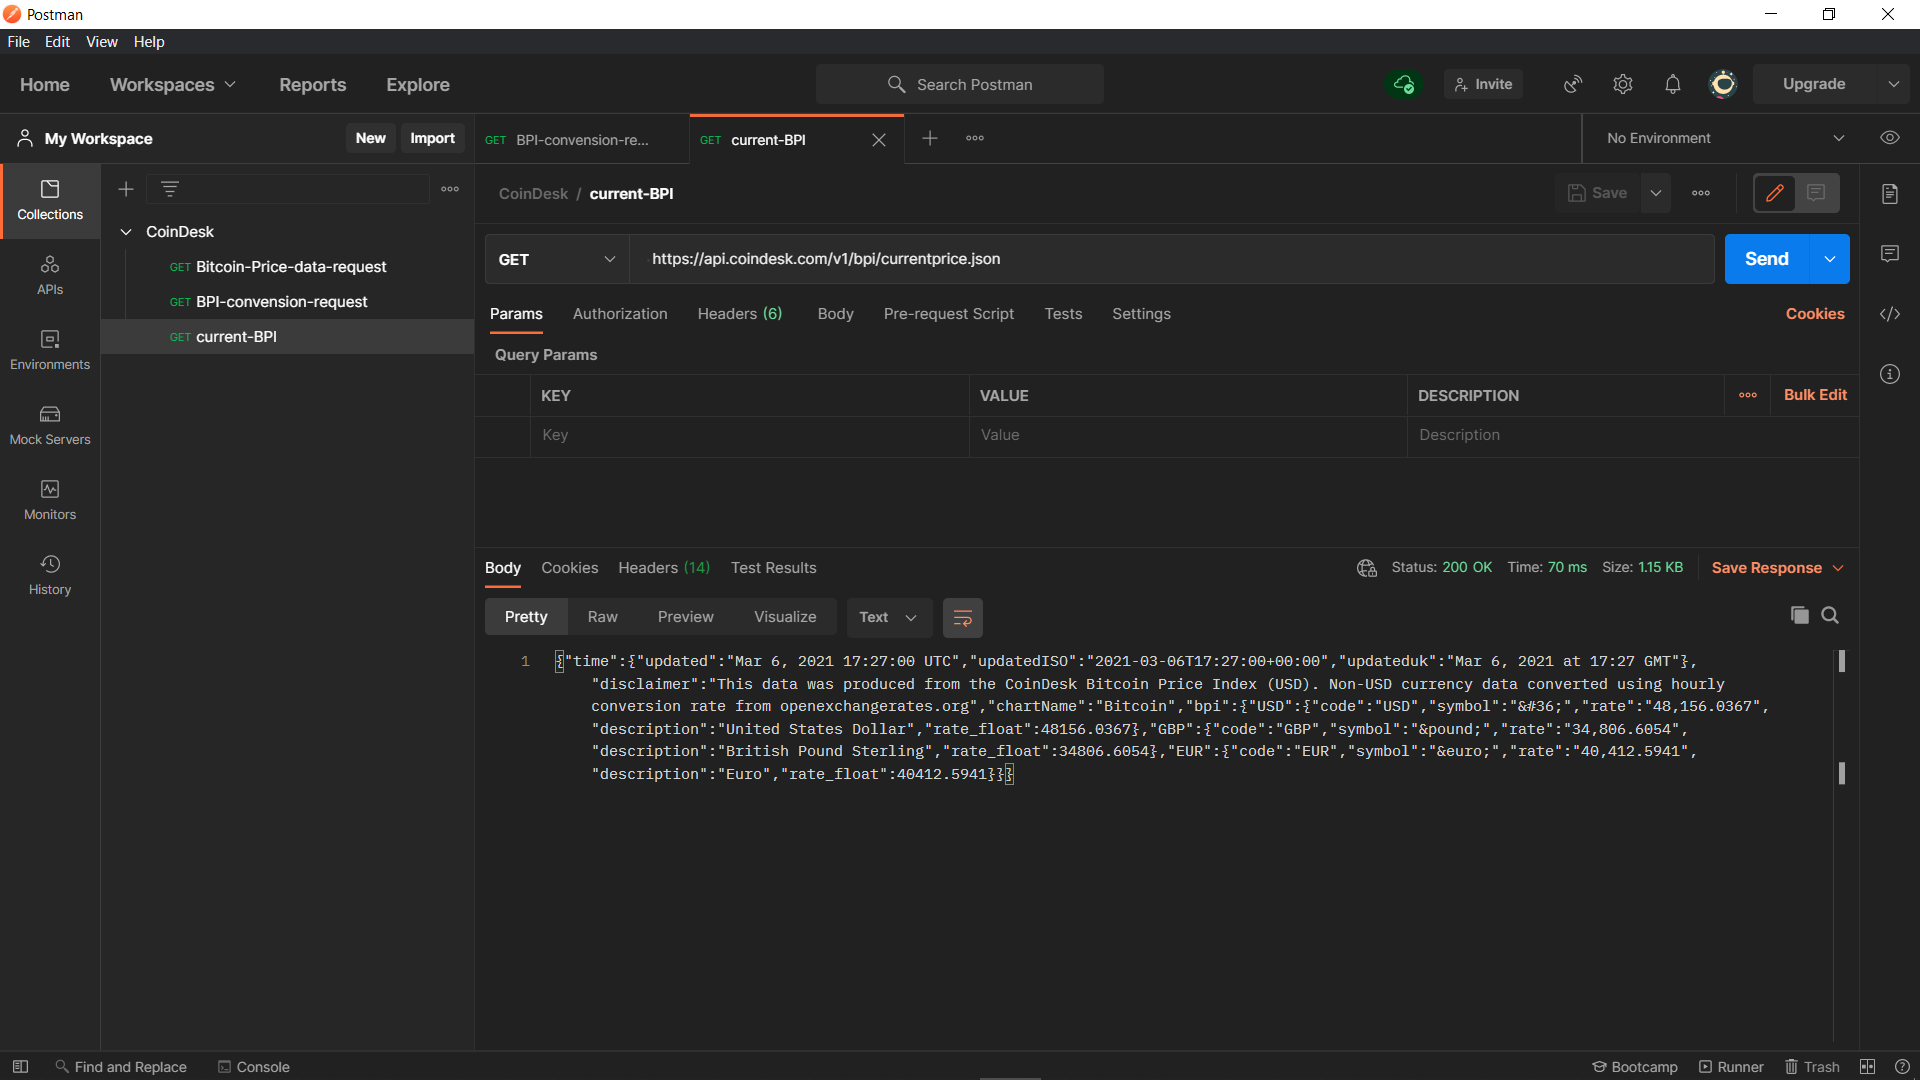 Postman
File Edit View Help
Home Workspaces Reports Explore Search Postman Invite Upgrade
My Workspace New Import GET BPI-convension-re... GET current-BPI No Environment
Collections
APIs
Environments
Mock Servers
Monitors
History
CoinDesk
GET Bitcoin-Price-data-request
GET BPI-convension-request
GET current-BPI
CoinDesk / current-BPI Save
GET https://api.coindesk.com/v1/bpi/currentprice.json Send
Params Authorization Headers (6) Body Pre-request Script Tests Settings Cookies
Query Params
KEY VALUE DESCRIPTION Bulk Edit
Key Value Description
Body Cookies Headers (14) Test Results Status: 200 OK Time: 70 ms Size: 1.15 KB Save Response
Pretty Raw Preview Visualize Text
1 {"time":{"updated":"Mar 6, 2021 17:27:00 UTC","updatedISO":"2021-03-06T17:27:00+00:00","updateduk":"Mar 6, 2021 at 17:27 GMT"},
"disclaimer":"This data was produced from the CoinDesk Bitcoin Price Index (USD). Non-USD currency data converted using hourly
conversion rate from openexchangerates.org","chartName":"Bitcoin","bpi":{"USD":{"code":"USD","symbol":"&#36;","rate":"48,156.0367",
"description":"United States Dollar","rate_float":48156.0367},"GBP":{"code":"GBP","symbol":"&pound;","rate":"34,806.6054",
"description":"British Pound Sterling","rate_float":34806.6054},"EUR":{"code":"EUR","symbol":"&euro;","rate":"40,412.5941",
"description":"Euro","rate_float":40412.5941}}}
Find and Replace Console Bootcamp Runner Trash